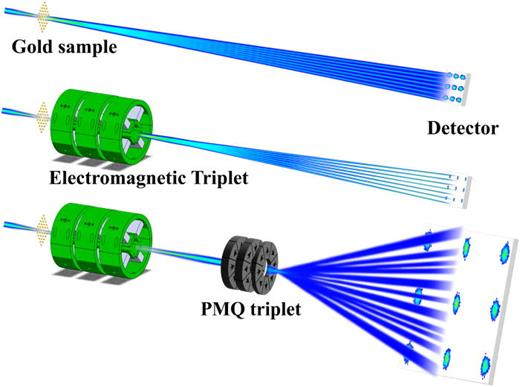 Gold sample
Detector
Electromagnetic Triplet
PMQ triplet